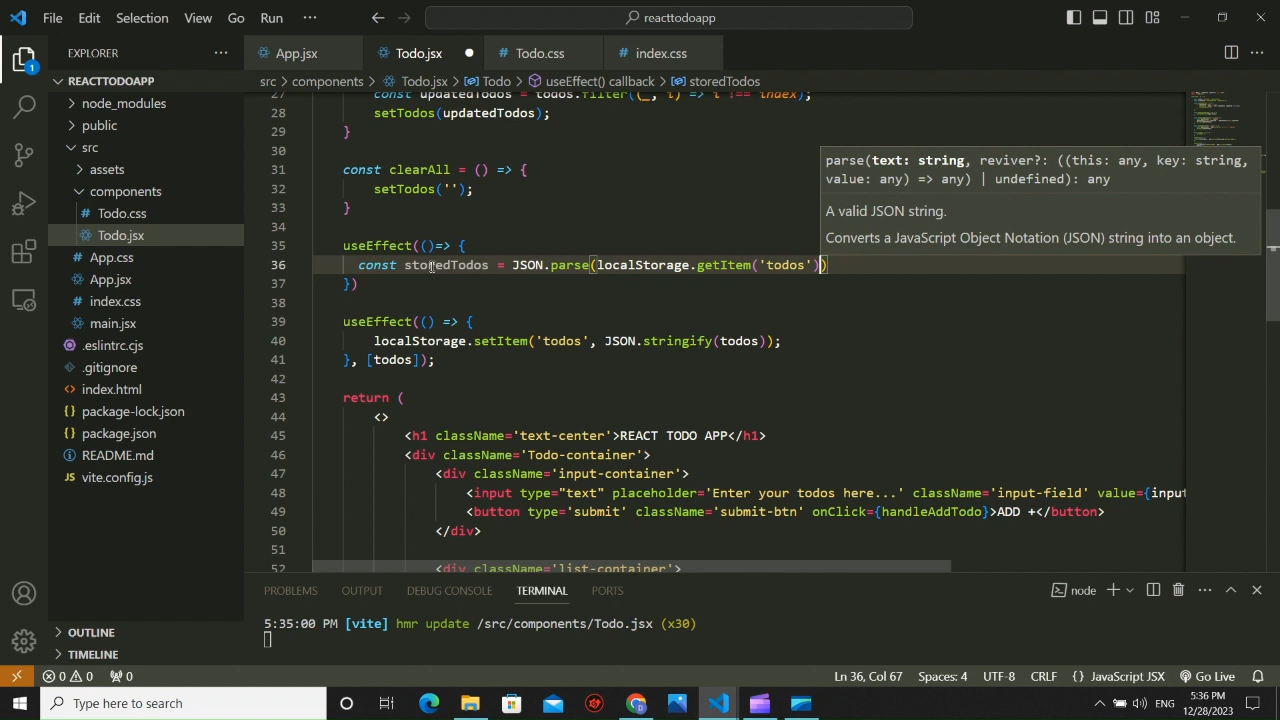 File Edit Selection View Go Run ··· reacttodoapp
EXPLORER
App.jsx Todo.jsx Todo.css index.css
REACTTODOAPP
node_modules
public
src
assets
components
Todo.css
Todo.jsx
App.css
App.jsx
index.css
main.jsx
.eslintrc.cjs
.gitignore
index.html
package-lock.json
package.json
README.md
vite.config.js
OUTLINE
TIMELINE
src > components > Todo.jsx > Todo > useEffect() callback > storedTodos
27 const updatedTodos = todos.filter((_, i) => i !== index);
28 setTodos(updatedTodos);
29 }
30
31 const clearAll = () => {
32 setTodos('');
33 }
34
35 useEffect(()=> {
36 const storedTodos = JSON.parse(localStorage.getItem('todos'))
37 })
38
39 useEffect(() => {
40 localStorage.setItem('todos', JSON.stringify(todos));
41 }, [todos]);
42
43 return (
44 <>
45 <h1 className='text-center'>REACT TODO APP</h1>
46 <div className='Todo-container'>
47 <div className='input-container'>
48 <input type="text" placeholder='Enter your todos here...' className='input-field' value={input
49 <button type='submit' className='submit-btn' onClick={handleAddTodo}>ADD +</button>
50 </div>
51
52 <div className='list-container'>
parse(text: string, reviver?: ((this: any, key: string,
value: any) => any) | undefined): any
A valid JSON string.
Converts a JavaScript Object Notation (JSON) string into an object.
PROBLEMS OUTPUT DEBUG CONSOLE TERMINAL PORTS node
5:35:00 PM [vite] hmr update /src/components/Todo.jsx (x30)
0 0 0 Ln 36, Col 67 Spaces: 4 UTF-8 CRLF {} JavaScript JSX Go Live
Type here to search ENG 5:36 PM
12/28/2023